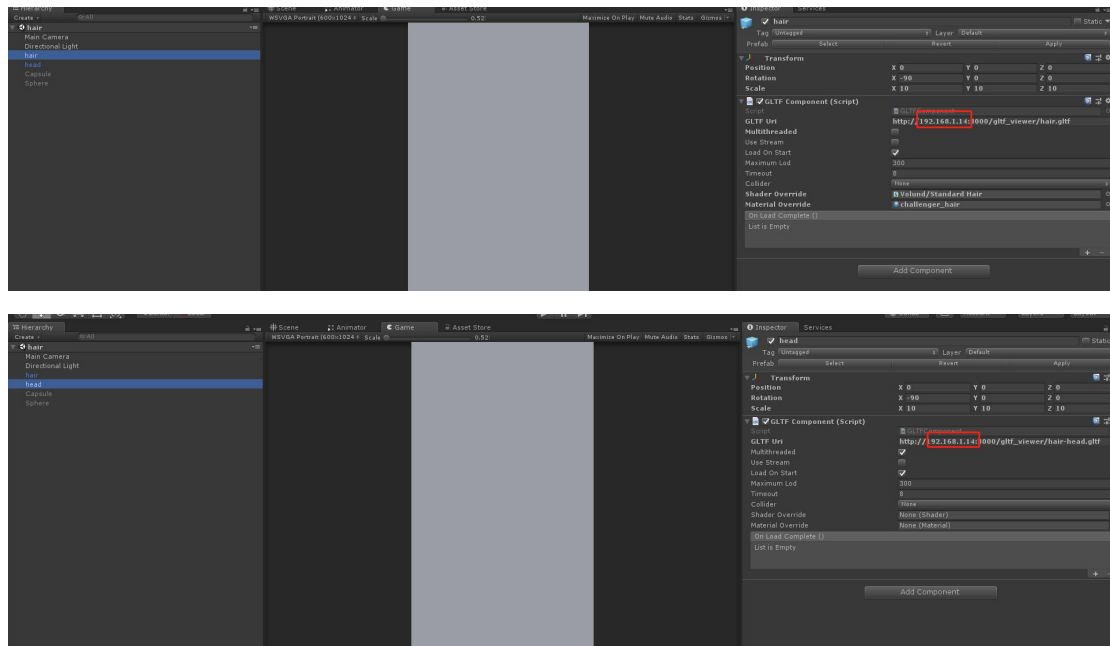 Hierarchy
Scene Animator Game Asset Store
Inspector Services
Create
All
WSVGA Portrait (600x1024) Scale 0.52 Maximize On Play Mute Audio Stats Gizmos
hair
Main Camera
Directional Light
hair
head
Capsule
Sphere
hair Static
Tag Untagged Layer Default
Prefab Select Revert Apply
Transform
Position X 0 Y 0 Z 0
Rotation X -90 Y 0 Z 0
Scale X 10 Y 10 Z 10
GLTF Component (Script)
Script GLTFComponent
GLTF Uri http://192.168.1.14:8000/gltf_viewer/hair.gltf
Multithreaded
Use Stream
Load On Start
Maximum Lod 300
Timeout 8
Collider None
Shader Override Volund/Standard Hair
Material Override challenger_hair
On Load Complete ()
List is Empty
+ -
Add Component
Hierarchy
Scene Animator Game Asset Store
Inspector Services
Create
All
WSVGA Portrait (600x1024) Scale 0.52 Maximize On Play Mute Audio Stats Gizmos
hair
Main Camera
Directional Light
hair
head
Capsule
Sphere
head Static
Tag Untagged Layer Default
Prefab Select Revert Apply
Transform
Position X 0 Y 0 Z 0
Rotation X -90 Y 0 Z 0
Scale X 10 Y 10 Z 10
GLTF Component (Script)
Script GLTFComponent
GLTF Uri http://192.168.1.14:8000/gltf_viewer/hair-head.gltf
Multithreaded
Use Stream
Load On Start
Maximum Lod 300
Timeout 8
Collider None
Shader Override None (Shader)
Material Override None (Material)
On Load Complete ()
List is Empty
+ -
Add Component